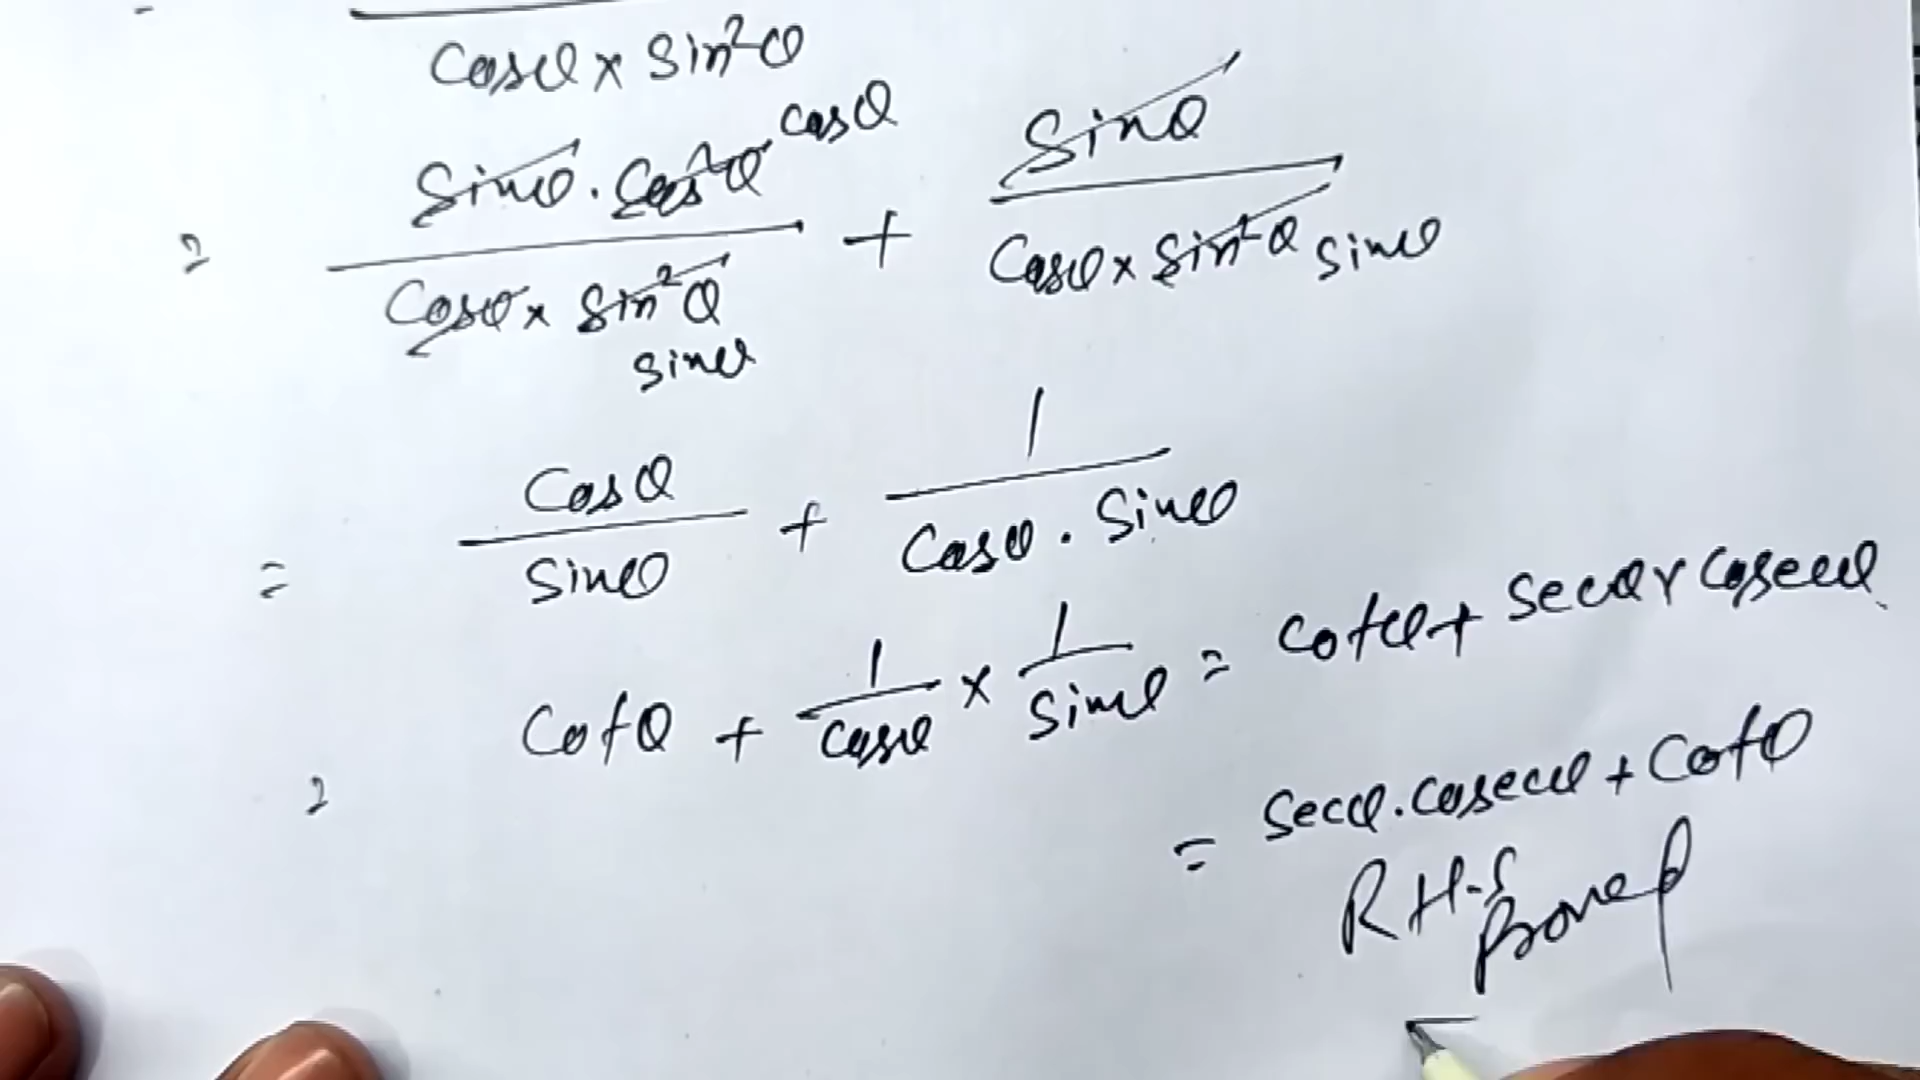 Cosθ x Sin²θ
= Sinθ . Cos²θ cosθ / Cosθ x Sin²θ sinθ + Sinθ / Cosθ x Sin²θ sinθ
= Cosθ / Sinθ + 1 / Cosθ . Sinθ
= Cotθ + 1 / Cosθ x 1 / Sinθ = Cotθ + Secθ x Cosecθ
= Secθ . Cosecθ + Cotθ
R H.S
Proved